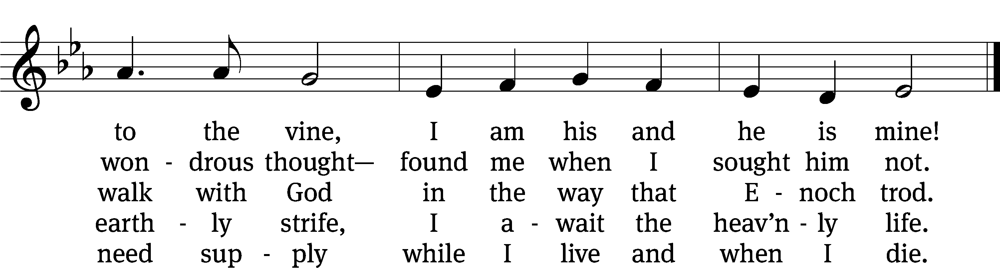 to the vine, I am his and he is mine!
won - drous thought— found me when I sought him not.
walk with God in the way that E - noch trod.
earth - ly strife, I a - wait the heav’n - ly life.
need sup - ply while I live and when I die.